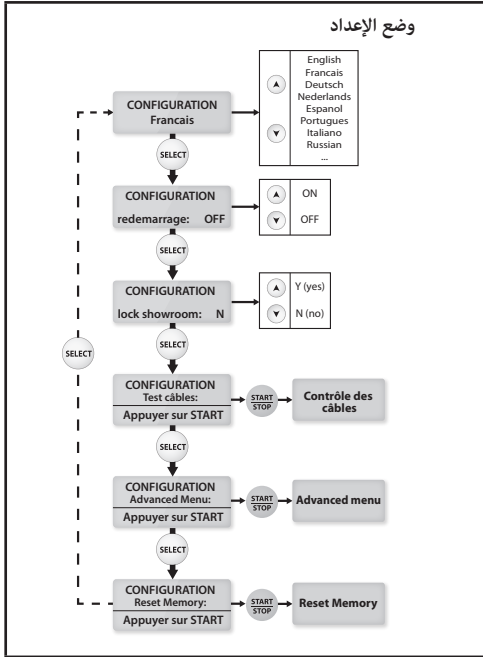 وضع الإعداد
CONFIGURATION
Francais
English
Francais
Deutsch
Nederlands
Espanol
Portugues
Italiano
Russian
...
SELECT
CONFIGURATION
redemarrage: OFF
ON
OFF
SELECT
CONFIGURATION
lock showroom: N
Y (yes)
N (no)
SELECT
SELECT
CONFIGURATION
Test câbles:
Appuyer sur START
START
STOP
Contrôle des
câbles
SELECT
CONFIGURATION
Advanced Menu:
Appuyer sur START
START
STOP
Advanced menu
SELECT
CONFIGURATION
Reset Memory:
Appuyer sur START
START
STOP
Reset Memory